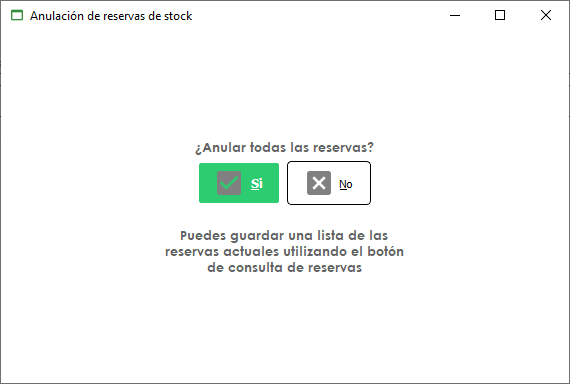 Anulación de reservas de stock
¿Anular todas las reservas?
Si No
Puedes guardar una lista de las
reservas actuales utilizando el botón
de consulta de reservas